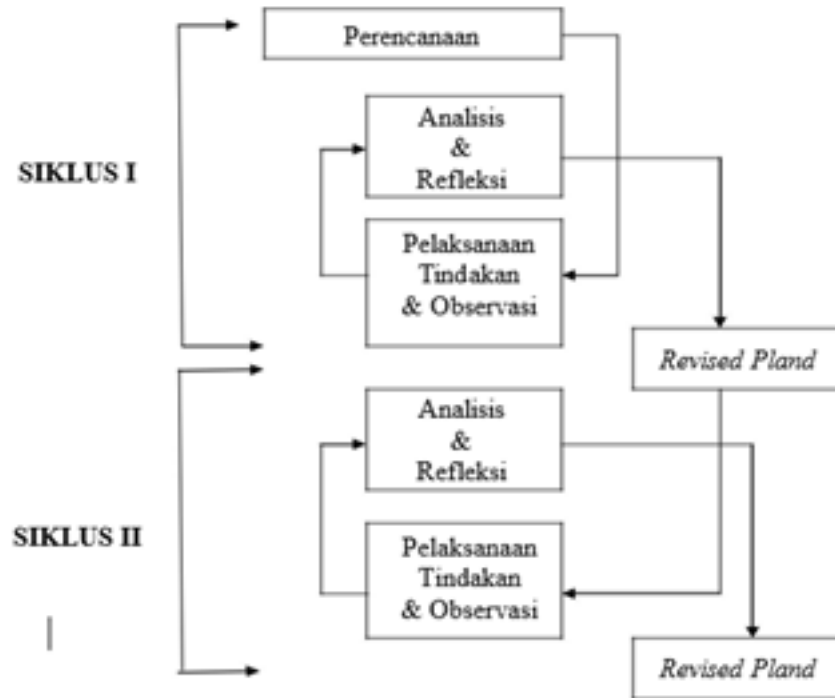 Perencanaan
SIKLUS I
Analisis
&
Refleksi
Pelaksanaan
Tindakan
& Observasi
Revised Pland
SIKLUS II
Analisis
&
Refleksi
Pelaksanaan
Tindakan
& Observasi
Revised Pland